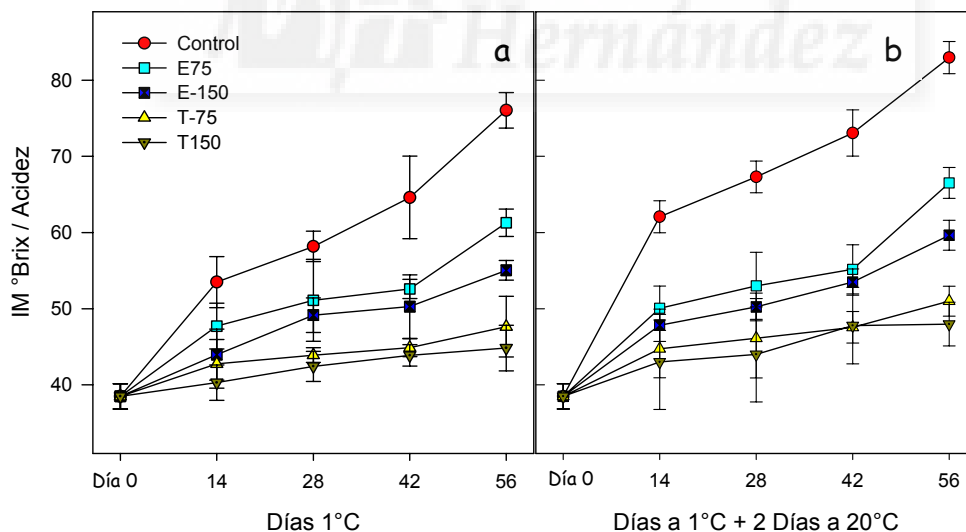 Hernández
a
b
Control
E75
E-150
T-75
T150
IM °Brix / Acidez
80
70
60
50
40
Día 0
14
28
42
56
Día 0
14
28
42
56
Días 1°C
Días a 1°C + 2 Días a 20°C